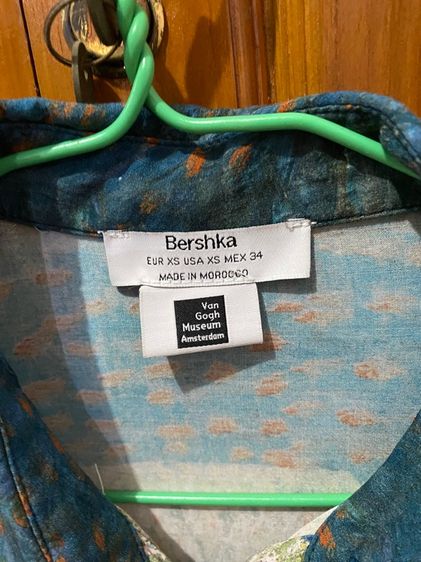 Bershka
EUR XS USA XS MEX 34
MADE IN MOROCCO
Van
Gogh
Museum
Amsterdam